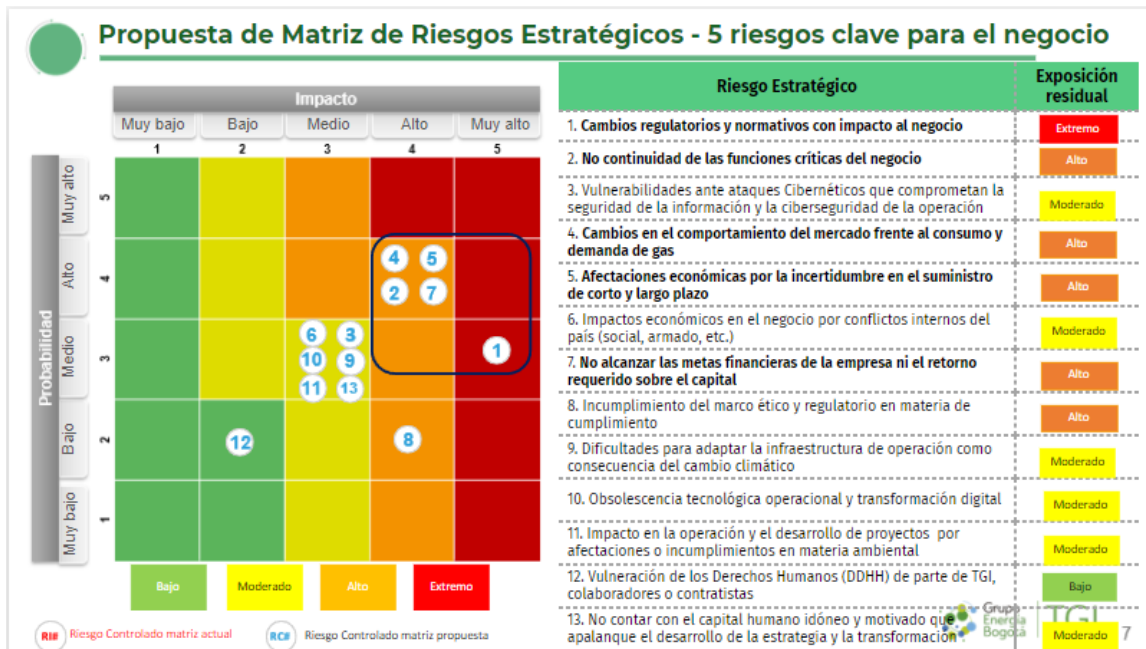 Propuesta de Matriz de Riesgos Estratégicos - 5 riesgos clave para el negocio
Impacto
Muy bajo Bajo Medio Alto Muy alto
1 2 3 4 5
Probabilidad
Muy alto 5
Alto 4
4 5
2 7
Medio 3
6 3
10 9 1
11 13
Bajo 2
12 8
Muy bajo 1
Bajo Moderado Alto Extremo
RI# Riesgo Controlado matriz actual
RC# Riesgo Controlado matriz propuesta
Riesgo Estratégico
Exposición
residual
1. Cambios regulatorios y normativos con impacto al negocio
Extremo
2. No continuidad de las funciones críticas del negocio
Alto
3. Vulnerabilidades ante ataques Cibernéticos que comprometan la
seguridad de la información y la ciberseguridad de la operación
Moderado
4. Cambios en el comportamiento del mercado frente al consumo y
demanda de gas
Alto
5. Afectaciones económicas por la incertidumbre en el suministro
de corto y largo plazo
Alto
6. Impactos económicos en el negocio por conflictos internos del
país (social, armado, etc.)
Moderado
7. No alcanzar las metas financieras de la empresa ni el retorno
requerido sobre el capital
Alto
8. Incumplimiento del marco ético y regulatorio en materia de
cumplimiento
Alto
9. Dificultades para adaptar la infraestructura de operación como
consecuencia del cambio climático
Moderado
10. Obsolescencia tecnológica operacional y transformación digital
Moderado
11. Impacto en la operación y el desarrollo de proyectos por
afectaciones o incumplimientos en materia ambiental
Moderado
12. Vulneración de los Derechos Humanos (DDHH) de parte de TGI,
colaboradores o contratistas
Bajo
13. No contar con el capital humano idóneo y motivado que
apalanque el desarrollo de la estrategia y la transformación
Moderado
Grupo
Energía
Bogotá
TGI
7